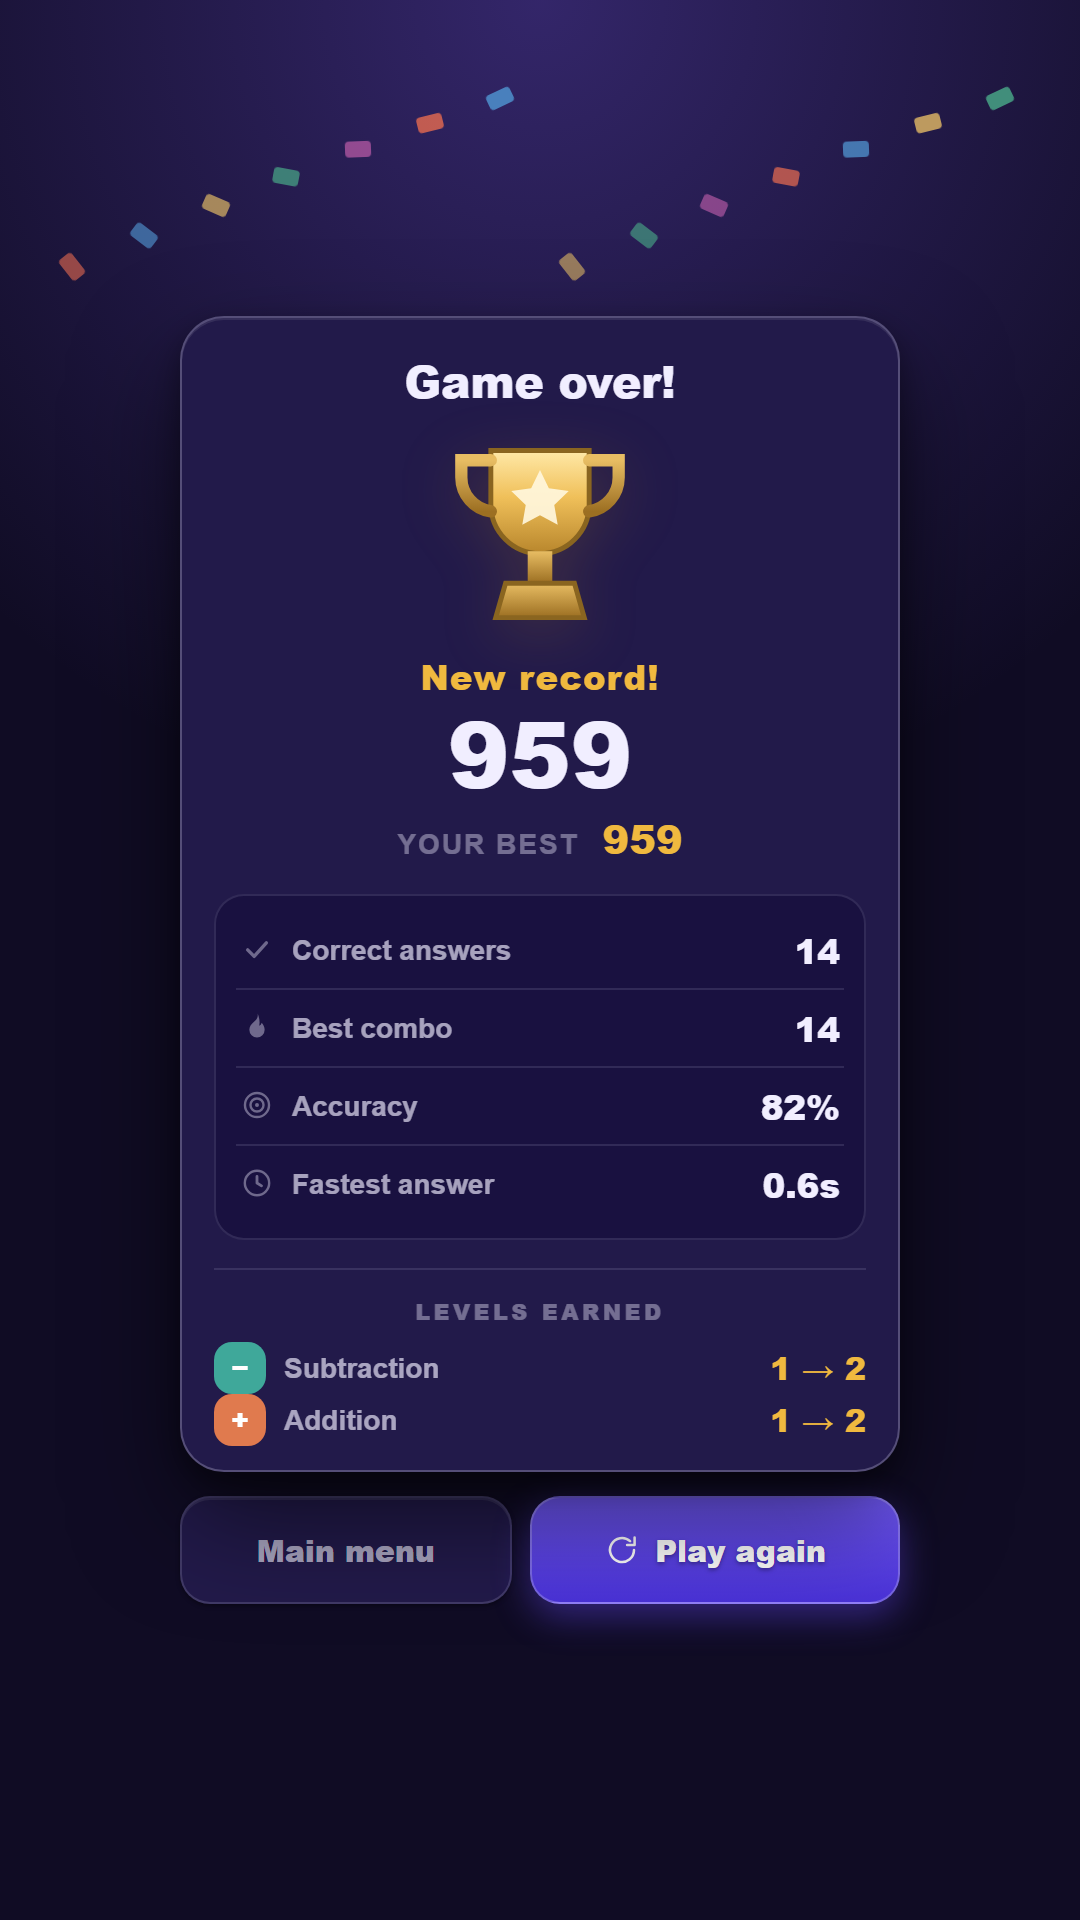 Game over!
New record!
959
YOUR BEST 959
Correct answers 14
Best combo 14
Accuracy 82%
Fastest answer 0.6s
LEVELS EARNED
− Subtraction 1 → 2
+ Addition 1 → 2
Main menu
Play again